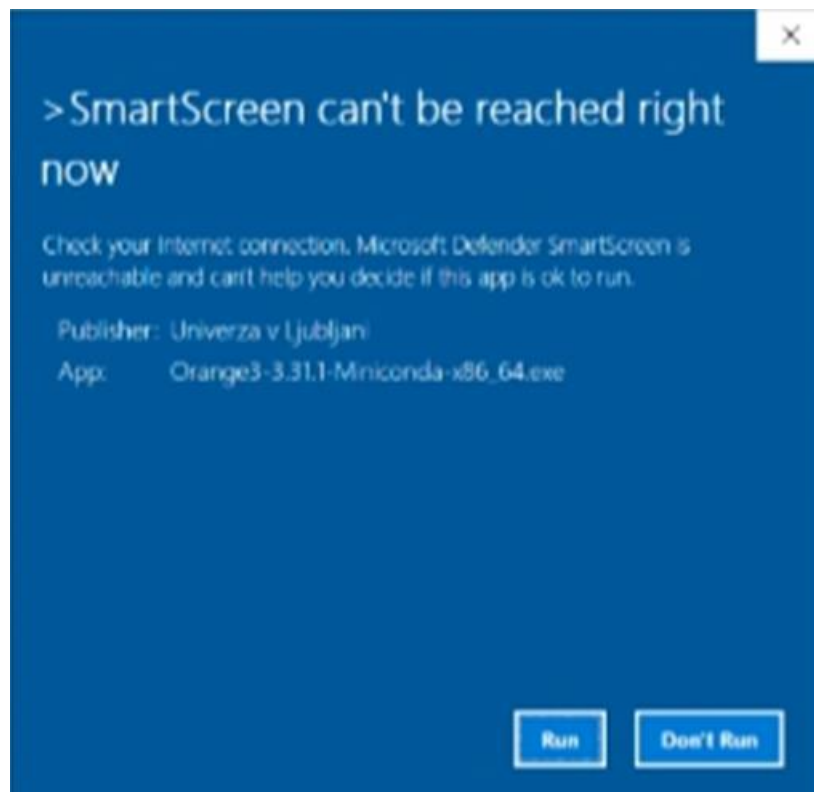 >SmartScreen can't be reached right
now
Check your Internet connection. Microsoft Defender SmartScreen is
unreachable and can't help you decide if this app is ok to run.
Publisher: Univerza v Ljubljani
App: Orange3-3.31.1-Miniconda-x86_64.exe
Run Don't Run